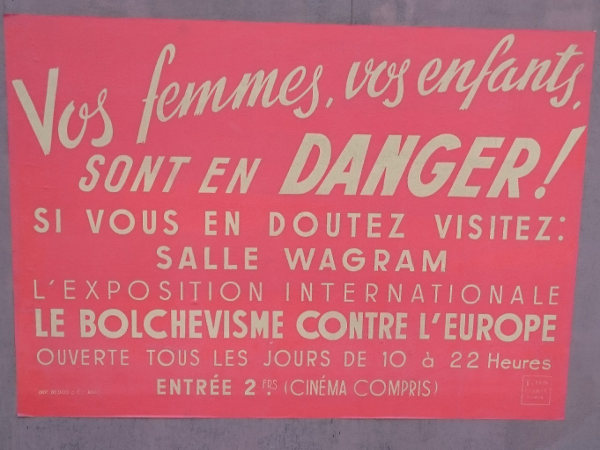 Vos femmes, vos enfants,
SONT EN DANGER!
SI VOUS EN DOUTEZ VISITEZ:
SALLE WAGRAM
L'EXPOSITION INTERNATIONALE
LE BOLCHEVISME CONTRE L'EUROPE
OUVERTE TOUS LES JOURS DE 10 à 22 Heures
ENTRÉE 2 FRS. (CINÉMA COMPRIS)